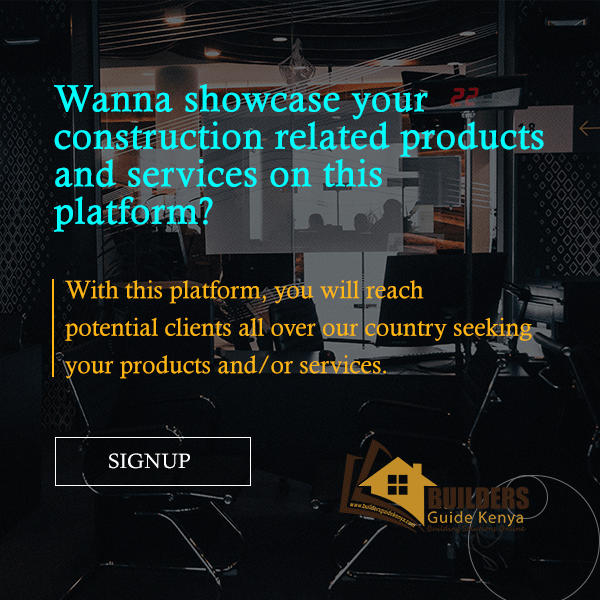 Wanna showcase your
construction related products
and services on this
platform?
22
With this platform, you will reach
potential clients all over our country seeking
your products and/or services.
SIGNUP
BUILDERS
Guide Kenya
www.buildersguidekenya.com